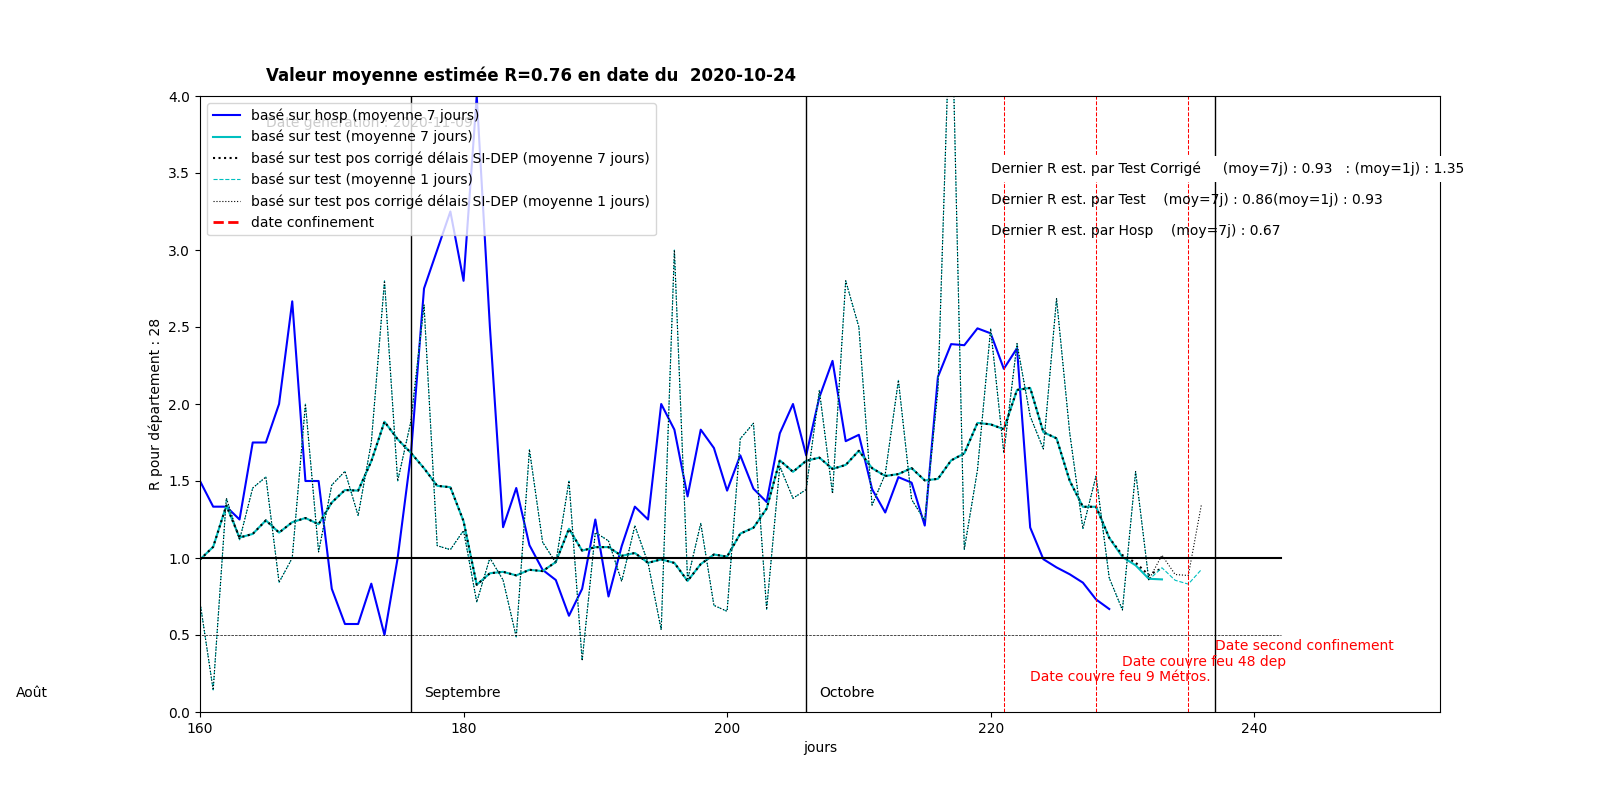 Valeur moyenne estimée R=0.76 en date du  2020-10-24
Date génération : 2020-11-09
basé sur hosp (moyenne 7 jours)
basé sur test (moyenne 7 jours)
basé sur test pos corrigé délais SI-DEP (moyenne 7 jours)
basé sur test (moyenne 1 jours)
basé sur test pos corrigé délais SI-DEP (moyenne 1 jours)
date confinement
Dernier R est. par Test Corrigé (moy=7j) : 0.93 : (moy=1j) : 1.35
Dernier R est. par Test (moy=7j) : 0.86(moy=1j) : 0.93
Dernier R est. par Hosp (moy=7j) : 0.67
4.0
3.5
3.0
2.5
2.0
1.5
1.0
0.5
0.0
R pour département : 28
Date second confinement
Date couvre feu 48 dep
Date couvre feu 9 Métros.
Août
Septembre
Octobre
160
180
200
220
240
jours